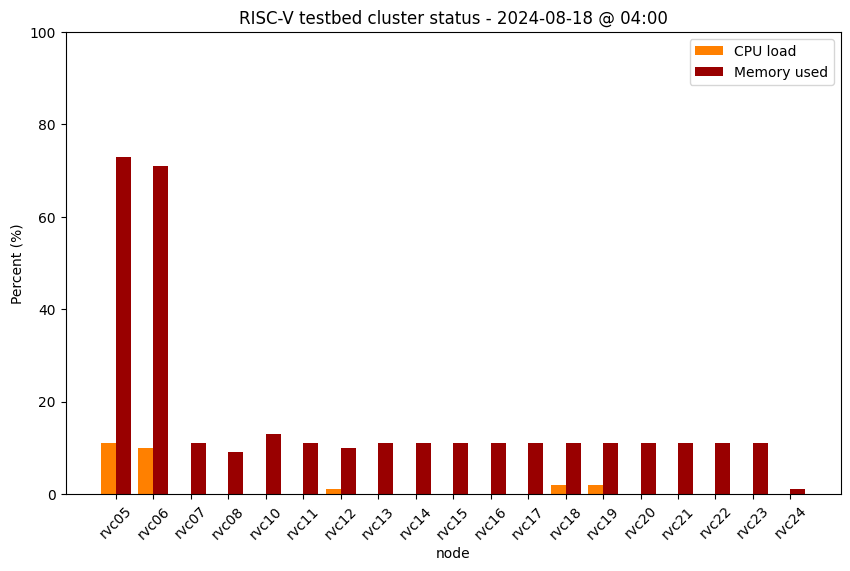 RISC-V testbed cluster status - 2024-08-18 @ 04:00
CPU load
Memory used
Percent (%)
100
80
60
40
20
0
rvc05
rvc06
rvc07
rvc08
rvc10
rvc11
rvc12
rvc13
rvc14
rvc15
rvc16
rvc17
rvc18
rvc19
rvc20
rvc21
rvc22
rvc23
rvc24
node